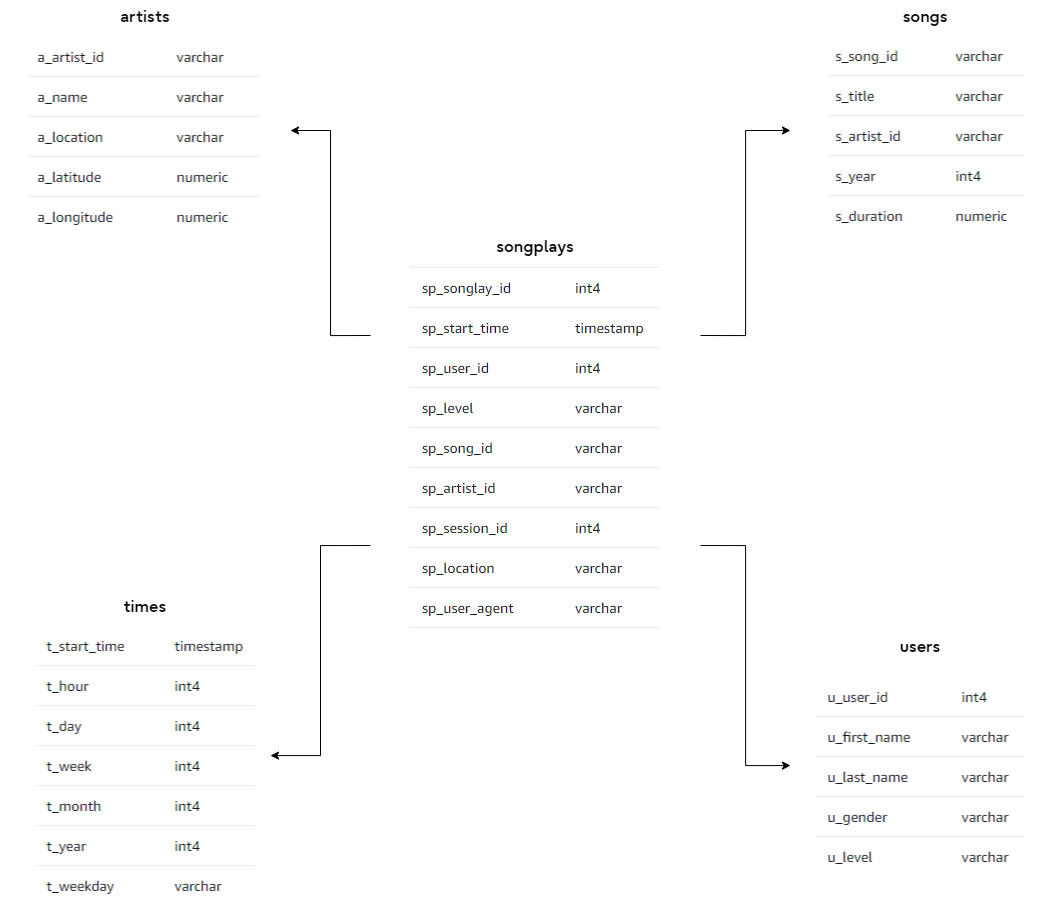 artists
a_artist_id varchar
a_name varchar
a_location varchar
a_latitude numeric
a_longitude numeric
songs
s_song_id varchar
s_title varchar
s_artist_id varchar
s_year int4
s_duration numeric
songplays
sp_songlay_id int4
sp_start_time timestamp
sp_user_id int4
sp_level varchar
sp_song_id varchar
sp_artist_id varchar
sp_session_id int4
sp_location varchar
sp_user_agent varchar
times
t_start_time timestamp
t_hour int4
t_day int4
t_week int4
t_month int4
t_year int4
t_weekday varchar
users
u_user_id int4
u_first_name varchar
u_last_name varchar
u_gender varchar
u_level varchar